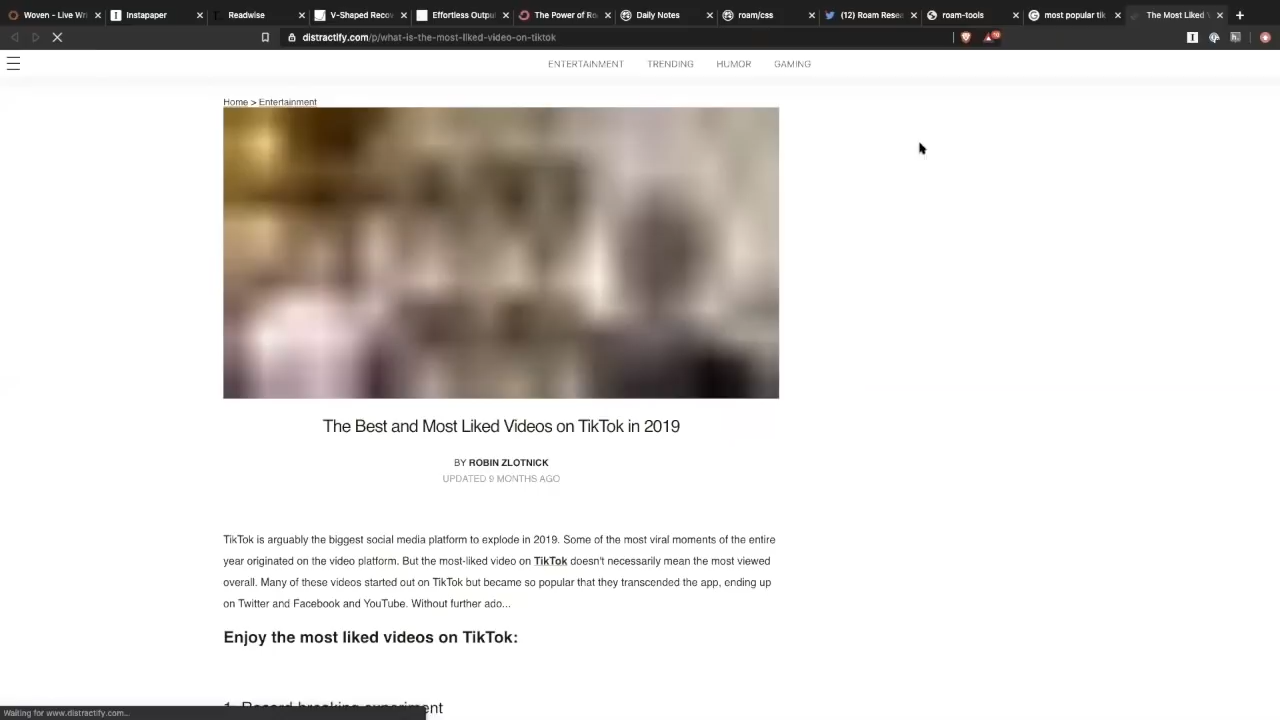 Woven - Live Wri
Instapaper
Readwise
V-Shaped Recov
Effortless Outpu
The Power of Ro
Daily Notes
roam/css
(12) Roam Resea
roam-tools
most popular tik
The Most Liked V
distractify.com/p/what-is-the-most-liked-video-on-tiktok
ENTERTAINMENT TRENDING HUMOR GAMING
Home > Entertainment
The Best and Most Liked Videos on TikTok in 2019
BY ROBIN ZLOTNICK
UPDATED 9 MONTHS AGO
TikTok is arguably the biggest social media platform to explode in 2019. Some of the most viral moments of the entire
year originated on the video platform. But the most-liked video on TikTok doesn't necessarily mean the most viewed
overall. Many of these videos started out on TikTok but became so popular that they transcended the app, ending up
on Twitter and Facebook and YouTube. Without further ado...
Enjoy the most liked videos on TikTok:
1. Record-breaking experiment
Waiting for www.distractify.com...